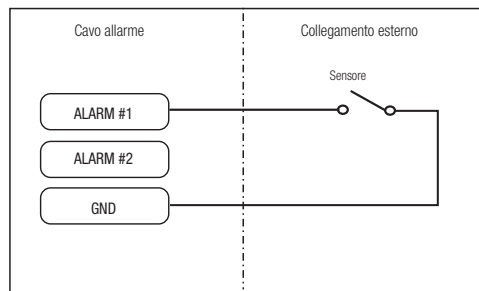 Cavo allarme
Collegamento esterno
Sensore
ALARM #1
ALARM #2
GND